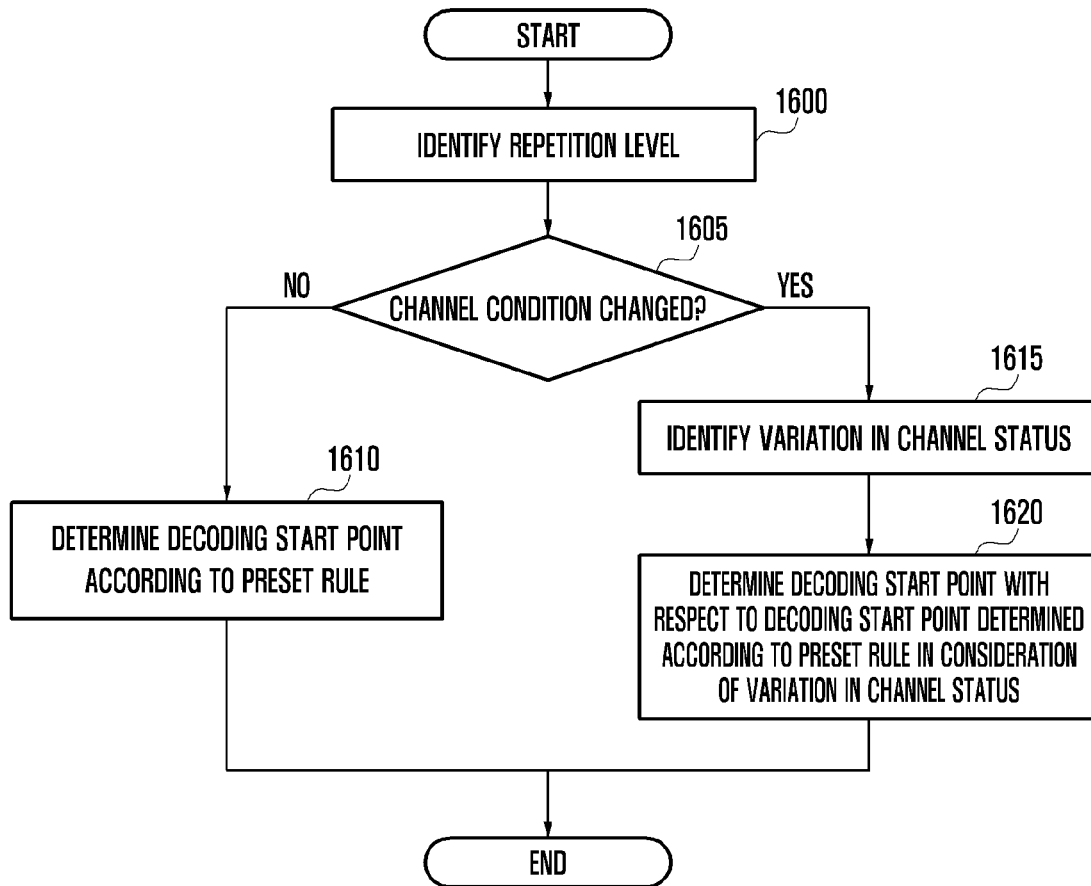 START
1600
IDENTIFY REPETITION LEVEL
1605
NO
CHANNEL CONDITION CHANGED?
YES
1615
IDENTIFY VARIATION IN CHANNEL STATUS
1610
DETERMINE DECODING START POINT
ACCORDING TO PRESET RULE
1620
DETERMINE DECODING START POINT WITH
RESPECT TO DECODING START POINT DETERMINED
ACCORDING TO PRESET RULE IN CONSIDERATION
OF VARIATION IN CHANNEL STATUS
END